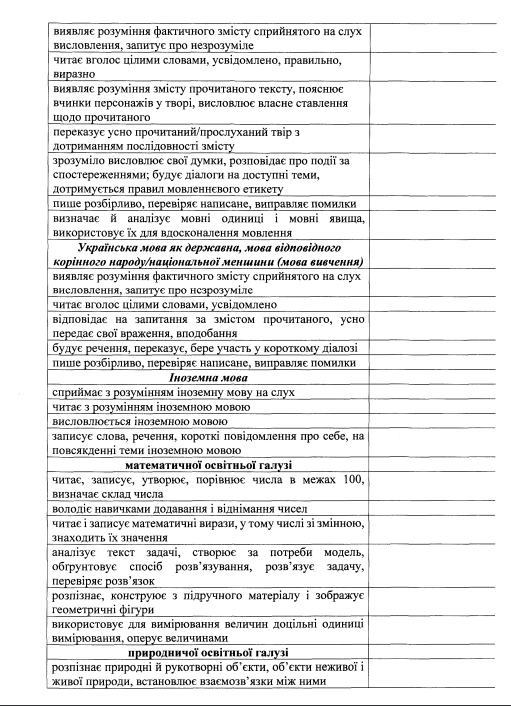 виявляє розуміння фактичного змісту сприйнятого на слух
висловлення, запитує про незрозуміле
читає вголос цілими словами, усвідомлено, правильно,
виразно
виявляє розуміння змісту прочитаного тексту, пояснює
вчинки персонажів у творі, висловлює власне ставлення
щодо прочитаного
переказує усно прочитаний/прослуханий твір з
дотриманням послідовності змісту
зрозуміло висловлює свої думки, розповідає про події за
спостереженнями; будує діалоги на доступні теми,
дотримується правил мовленнєвого етикету
пише розбірливо, перевіряє написане, виправляє помилки
визначає й аналізує мовні одиниці і мовні явища,
використовує їх для вдосконалення мовлення
Українська мова як державна, мова відповідного
корінного народу/національної меншини (мова вивчення)
виявляє розуміння фактичного змісту сприйнятого на слух
висловлення, запитує про незрозуміле
читає вголос цілими словами, усвідомлено
відповідає на запитання за змістом прочитаного, усно
передає свої враження, вподобання
будує речення, переказує, бере участь у короткому діалозі
пише розбірливо, перевіряє написане, виправляє помилки
Іноземна мова
сприймає з розумінням іноземну мову на слух
читає з розумінням іноземною мовою
висловлюється іноземною мовою
записує слова, речення, короткі повідомлення про себе, на
повсякденні теми іноземною мовою
математичної освітньої галузі
читає, записує, утворює, порівнює числа в межах 100,
визначає склад числа
володіє навичками додавання і віднімання чисел
читає і записує математичні вирази, у тому числі зі змінною,
знаходить їх значення
аналізує текст задачі, створює за потреби модель,
обґрунтовує спосіб розв’язування, розв’язує задачу,
перевіряє розв’язок
розпізнає, конструює з підручного матеріалу і зображує
геометричні фігури
використовує для вимірювання величин доцільні одиниці
вимірювання, оперує величинами
природничої освітньої галузі
розпізнає природні й рукотворні об’єкти, об’єкти неживої і
живої природи, встановлює взаємозв’язки між ними